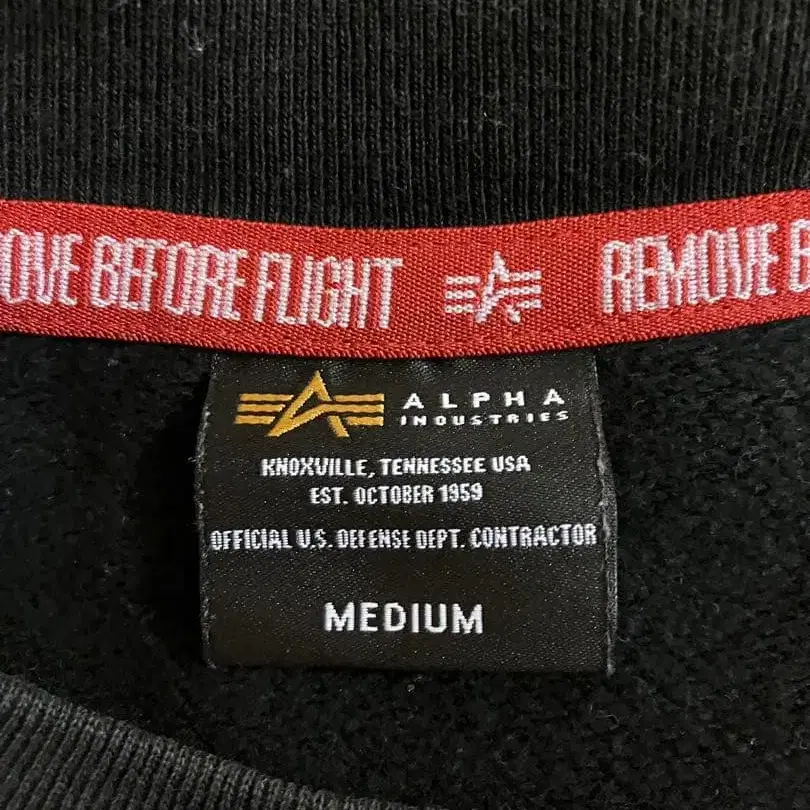 OVE BEFORE FLIGHT REMOVE B
ALPHA
INDUSTRIES
KNOXVILLE, TENNESSEE USA
EST. OCTOBER 1959
OFFICIAL U.S. DEFENSE DEPT. CONTRACTOR
MEDIUM